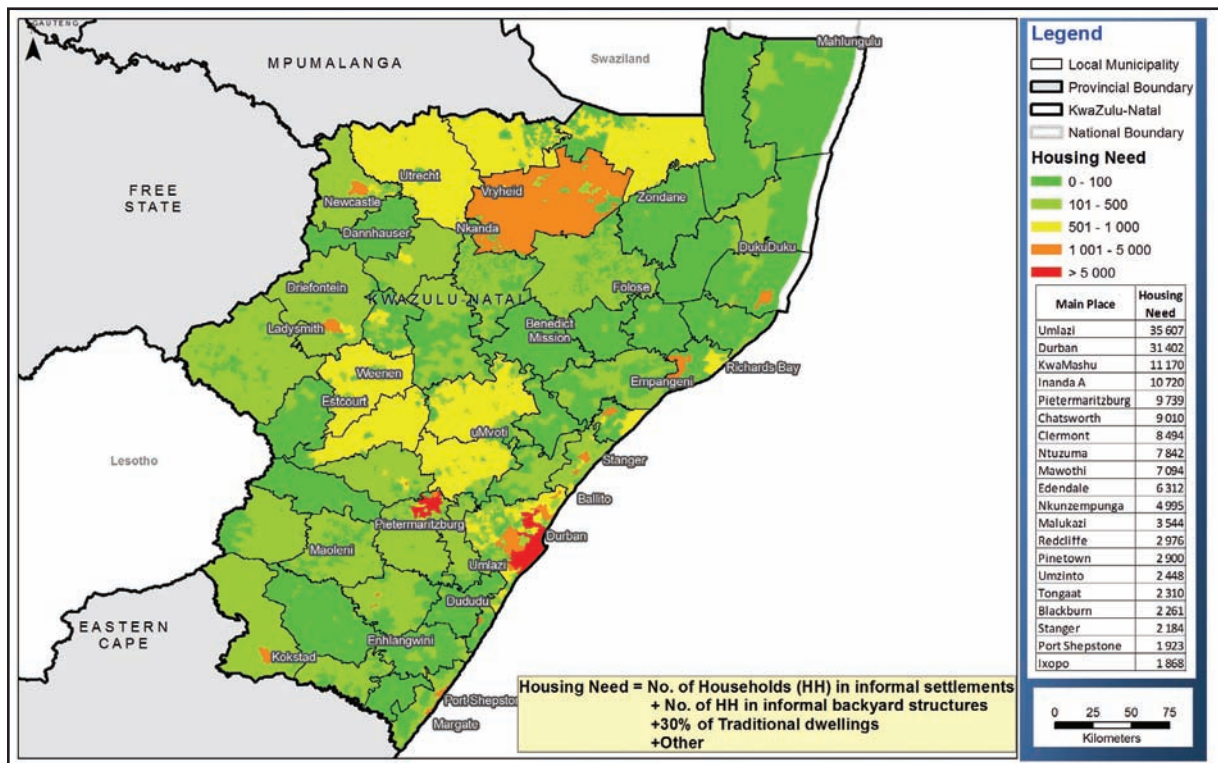 GAUTENG
MPUMALANGA
Swaziland
Mahlungulu
FREE
STATE
Utrecht
Vryheid
Newcastle
Zondane
Nkanda
Dannhauser
DukuDuku
Driefontein
KWAZULU-NATAL
Folose
Ladysmith
Benedict
Mission
Weenen
Empangeni
Richards Bay
Estcourt
uMvoti
Lesotho
Stanger
Ballito
Pietermaritzburg
Durban
Maoleni
Umlazi
Dududu
EASTERN
CAPE
Enhlangwini
Kokstad
Port Shepstor
Margate
Housing Need = No. of Households (HH) in informal settlements
+ No. of HH in informal backyard structures
+30% of Traditional dwellings
+Other
Legend
Local Municipality
Provincial Boundary
KwaZulu-Natal
National Boundary
Housing Need
0 - 100
101 - 500
501 - 1 000
1 001 - 5 000
> 5 000
Main Place Housing Need
Umlazi 35 607
Durban 31 402
KwaMashu 11 170
Inanda A 10 720
Pietermaritzburg 9 739
Chatsworth 9 010
Clermont 8 494
Ntuzuma 7 842
Mawothi 7 094
Edendale 6 312
Nkunzempunga 4 995
Malukazi 3 544
Redcliffe 2 976
Pinetown 2 900
Umzinto 2 448
Tongaat 2 310
Blackburn 2 261
Stanger 2 184
Port Shepstone 1 923
Ixopo 1 868
0 25 50 75
Kilometers